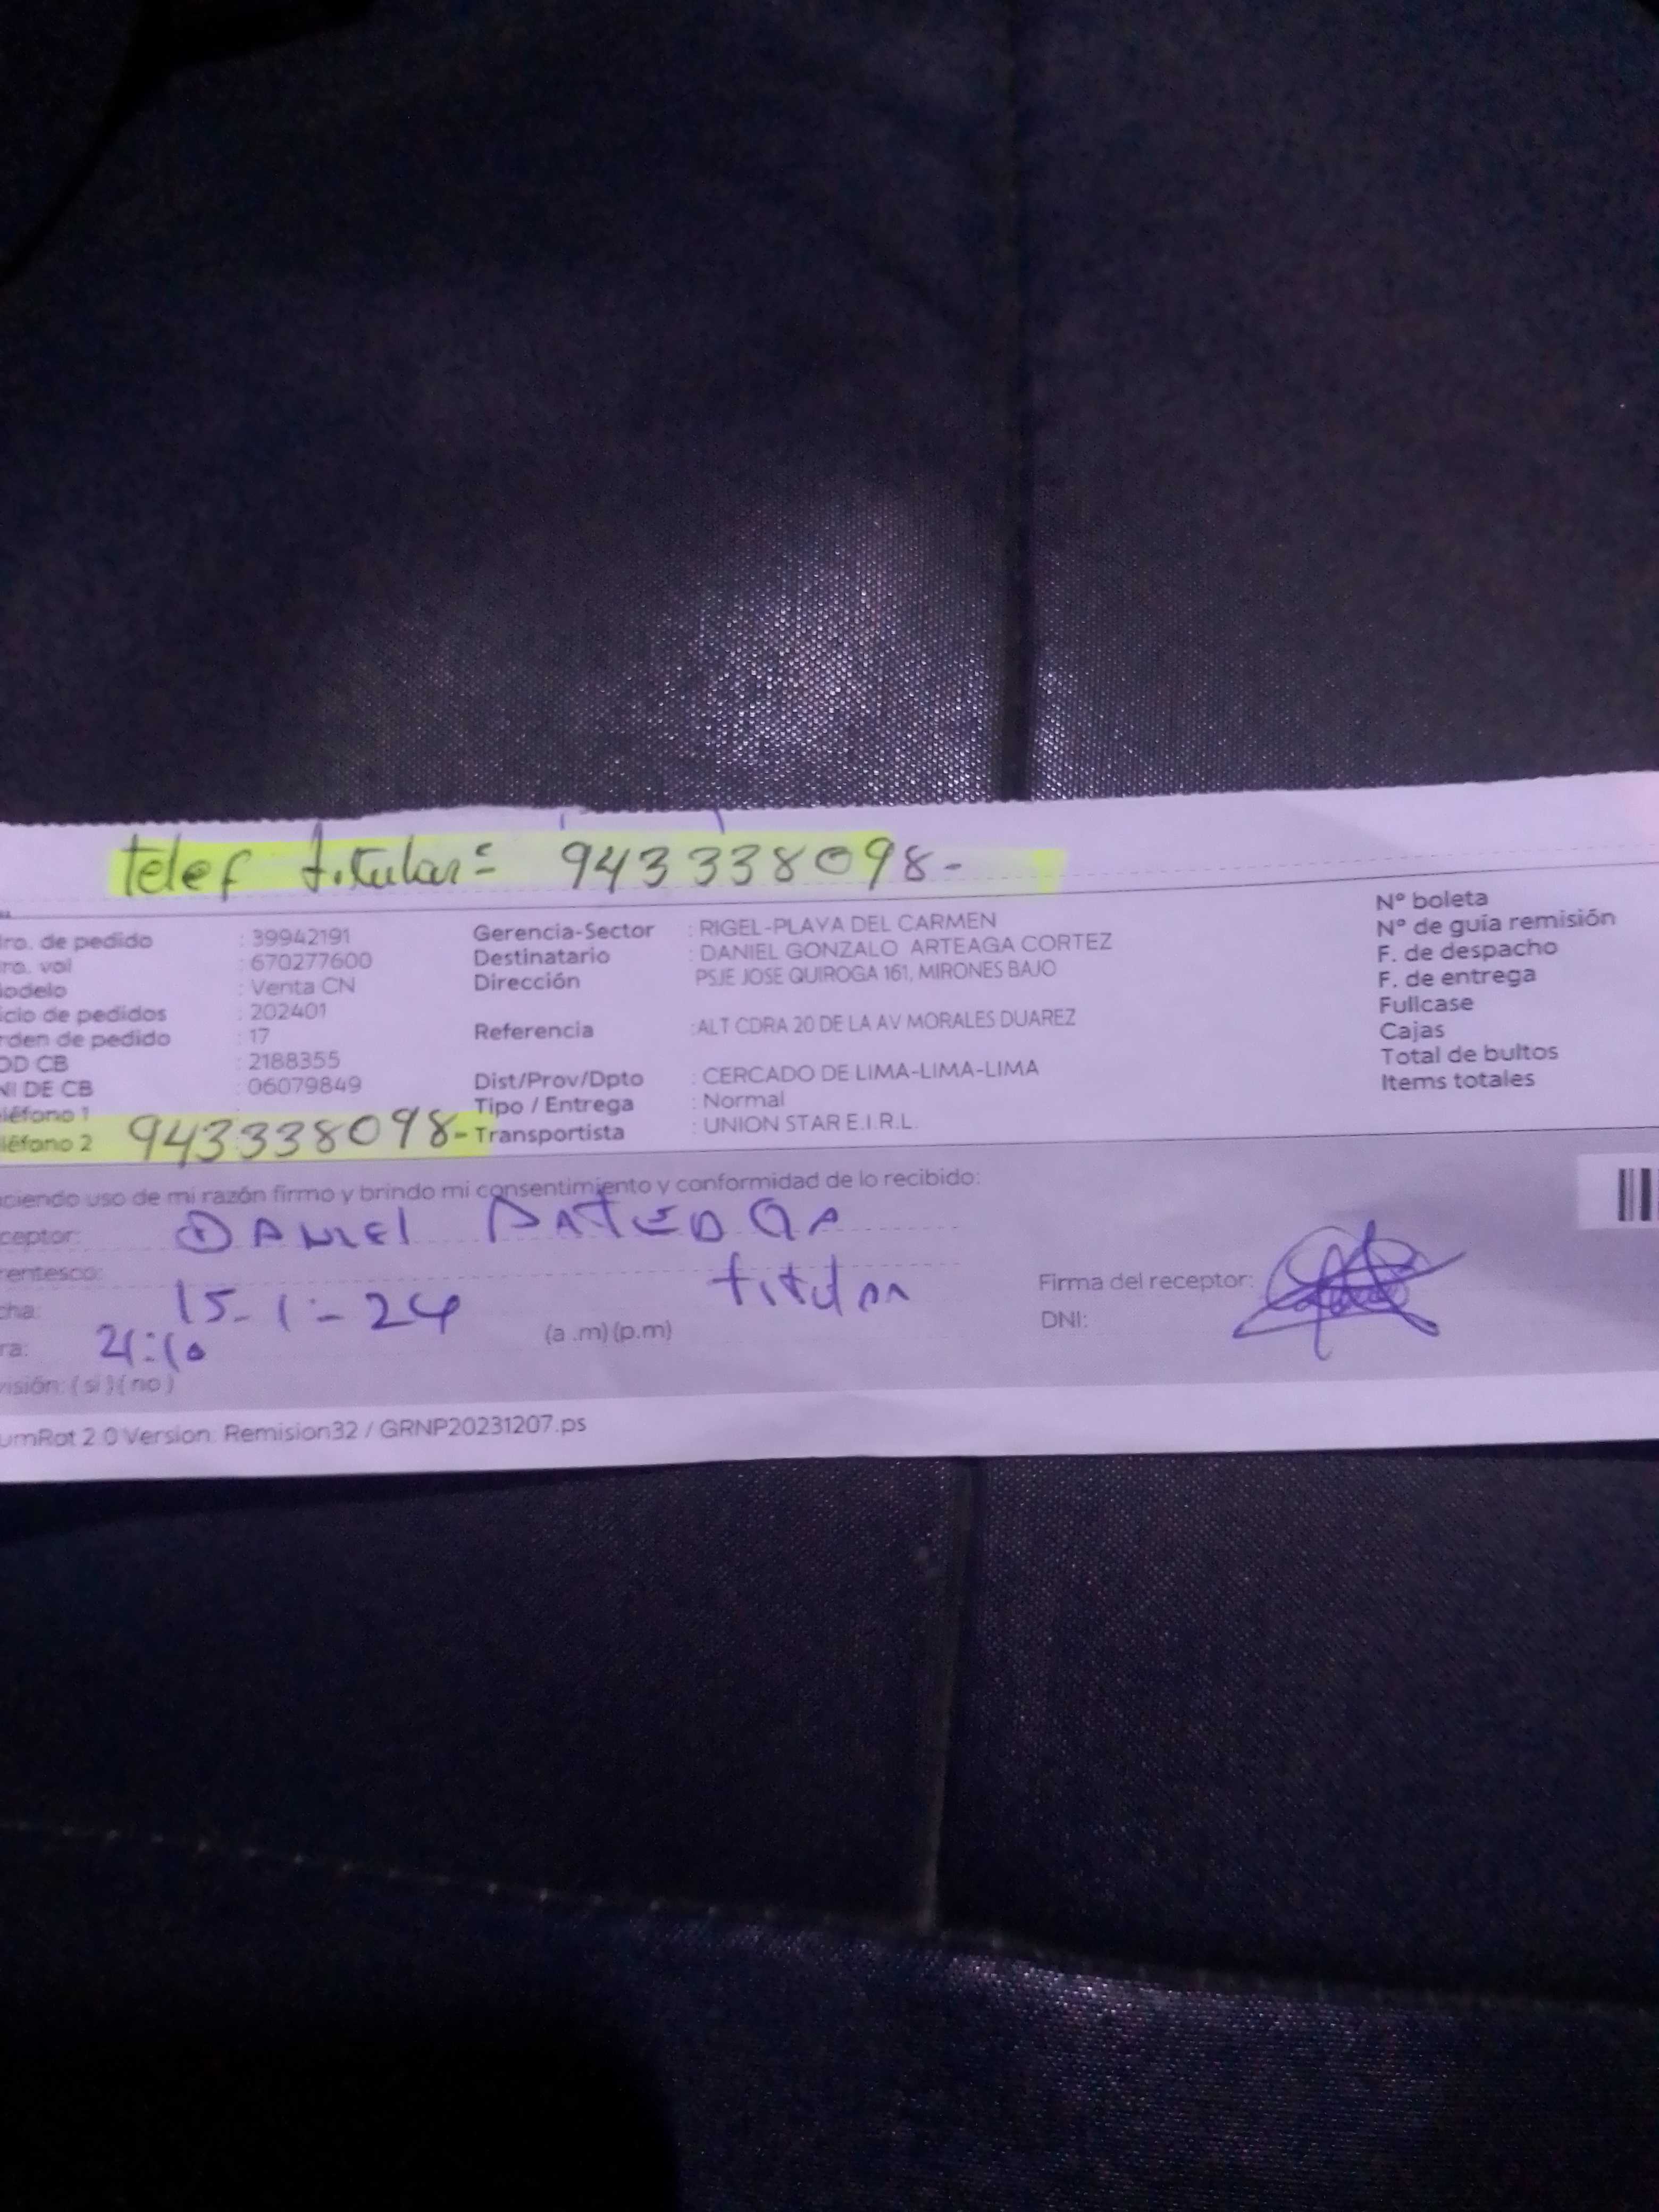 telef titular= 943338098-
ro. de pedido : 39942191 Gerencia-Sector : RIGEL-PLAYA DEL CARMEN Nº boleta
ro. val : 670277600 Destinatario : DANIEL GONZALO ARTEAGA CORTEZ Nº de guía remisión
odelo : Venta CN Dirección PSJE JOSE QUIROGA 161, MIRONES BAJO F. de despacho
iclo de pedidos : 202401 F. de entrega
rden de pedido : 17 Referencia : ALT CDRA 20 DE LA AV MORALES DUAREZ Fullcase
OD CB : 2188355 Cajas
NI DE CB : 06079849 Dist/Prov/Dpto : CERCADO DE LIMA-LIMA-LIMA Total de bultos
léfono 1 Tipo / Entrega : Normal Items totales
léfono 2 943338098- Transportista : UNION STAR E.I.R.L.
ciendo uso de mi razón firmo y brindo mi consentimiento y conformidad de lo recibido:
ceptor: DANIEL
rentesco: titular Firma del receptor:
cha: 15-1-24 DNI:
ra: 21:10 (a .m) (p.m)
visión: ( si ) ( no )
umRot 2.0 Version: Remision32 / GRNP20231207.ps